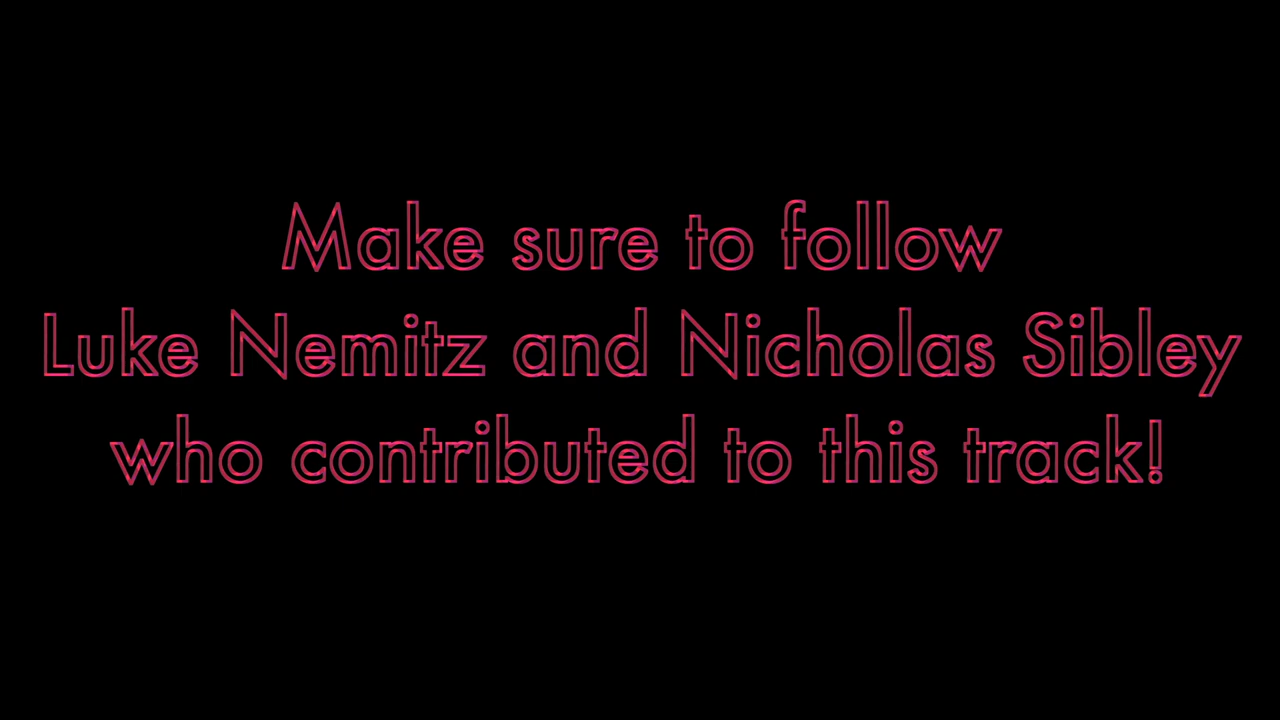 Make sure to follow
Luke Nemitz and Nicholas Sibley
who contributed to this track!